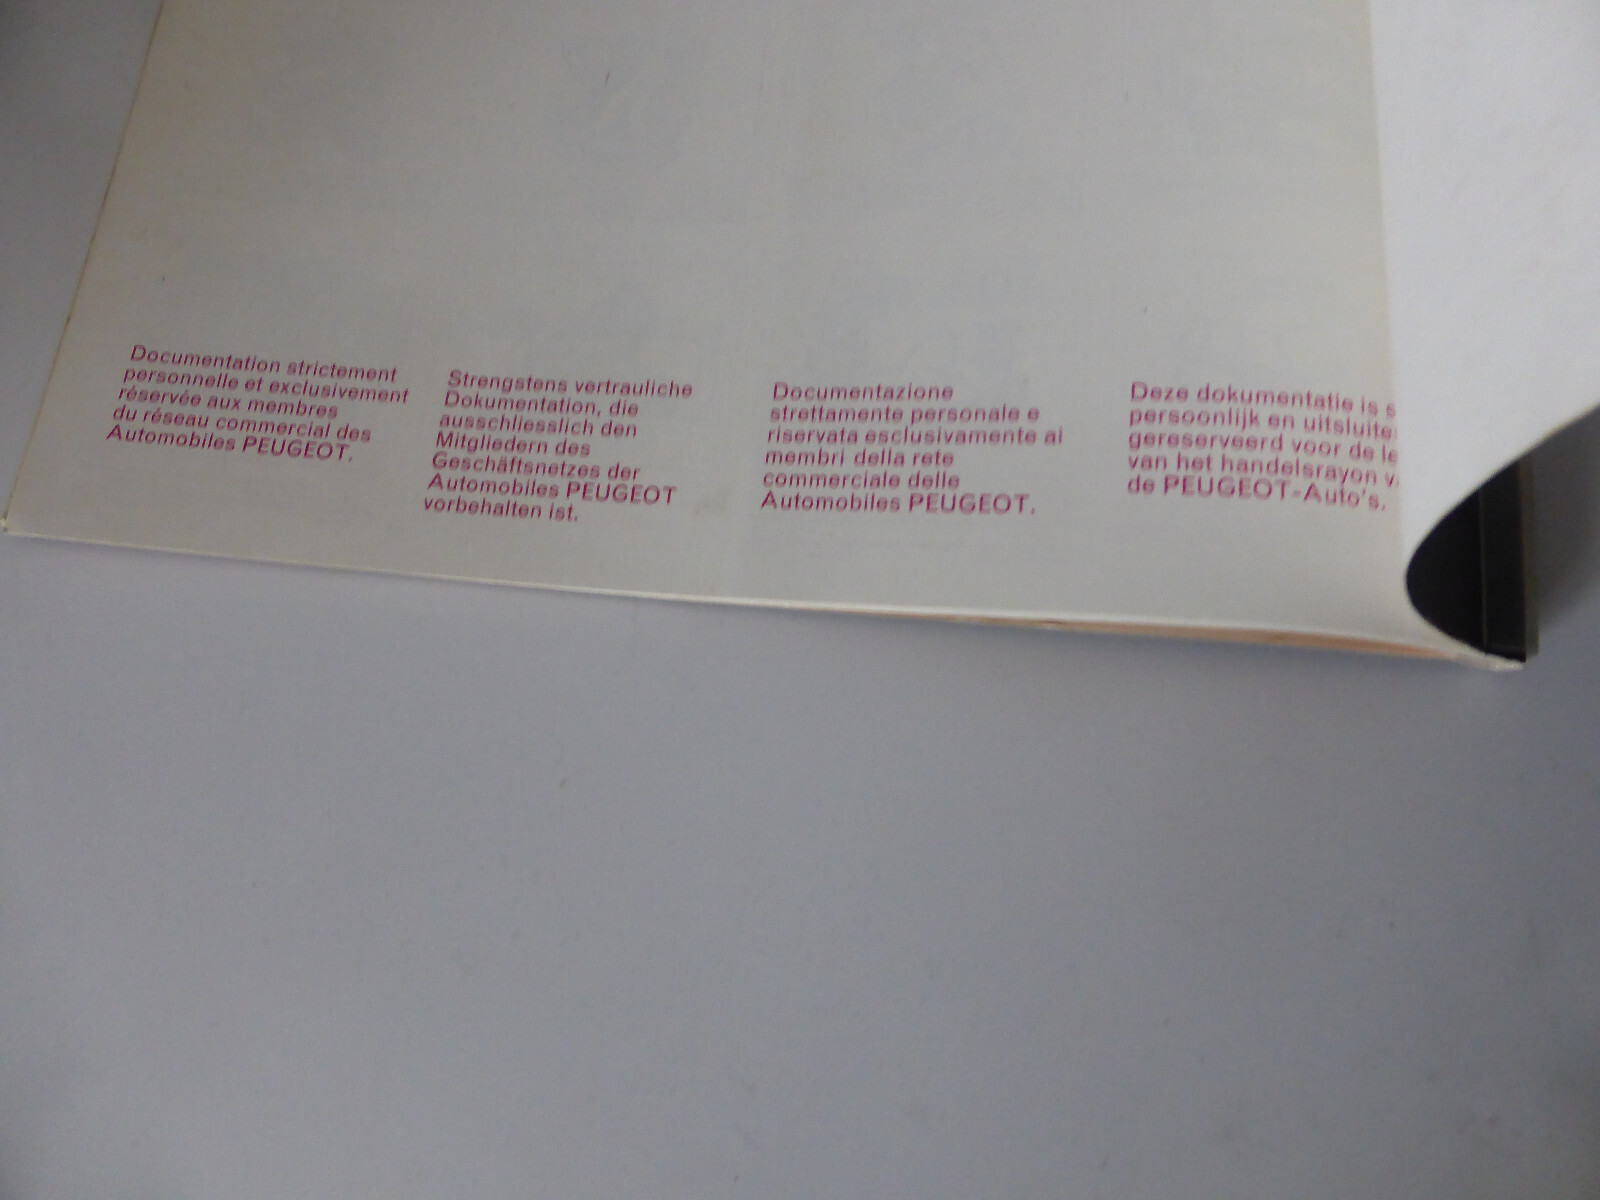 Documentation strictement
personnelle et exclusivement
réservée aux membres
du réseau commercial des
Automobiles PEUGEOT.
Strengstens vertrauliche
Dokumentation, die
ausschliesslich den
Mitgliedern des
Geschäftsnetzes der
Automobiles PEUGEOT
vorbehalten ist.
Documentazione
strettamente personale e
riservata esclusivamente ai
membri della rete
commerciale delle
Automobiles PEUGEOT.
Deze dokumentatie is
persoonlijk en
gereserveerd voor de
van het handelsrayon
de PEUGEOT-Auto's.